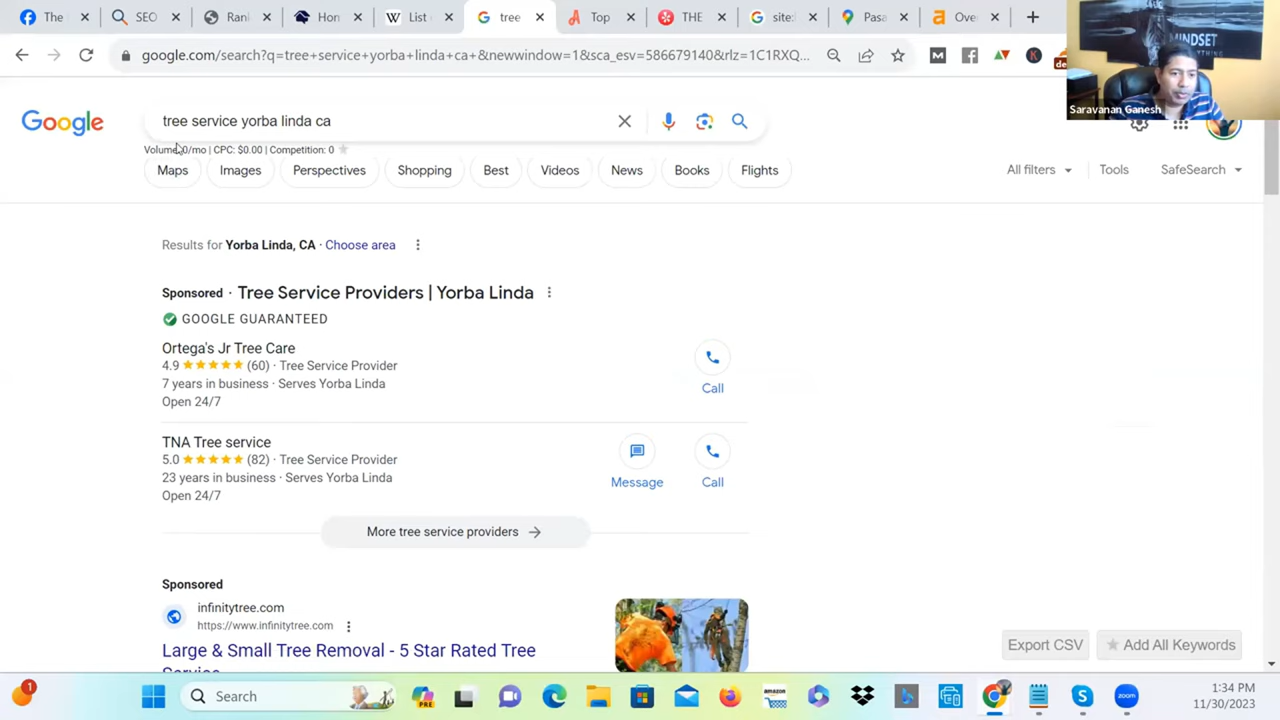 The
SEO
Ran
Hon
List
tree
Top
THE
site:
Pasa
Ove
google.com/search?q=tree+service+yorba+linda+ca+&newwindow=1&sca_esv=586679140&rlz=1C1RXQ...
MINDSET
Saravanan Ganesh
Google
tree service yorba linda ca
Volume: 0/mo | CPC: $0.00 | Competition: 0
Maps
Images
Perspectives
Shopping
Best
Videos
News
Books
Flights
All filters
Tools
SafeSearch
Results for Yorba Linda, CA · Choose area
Sponsored · Tree Service Providers | Yorba Linda
GOOGLE GUARANTEED
Ortega's Jr Tree Care
4.9 (60) · Tree Service Provider
7 years in business · Serves Yorba Linda
Open 24/7
Call
TNA Tree service
5.0 (82) · Tree Service Provider
23 years in business · Serves Yorba Linda
Open 24/7
Message
Call
More tree service providers
Sponsored
infinitytree.com
https://www.infinitytree.com
Large & Small Tree Removal - 5 Star Rated Tree
Export CSV
Add All Keywords
1
Search
amazon
zoom
1:34 PM
11/30/2023